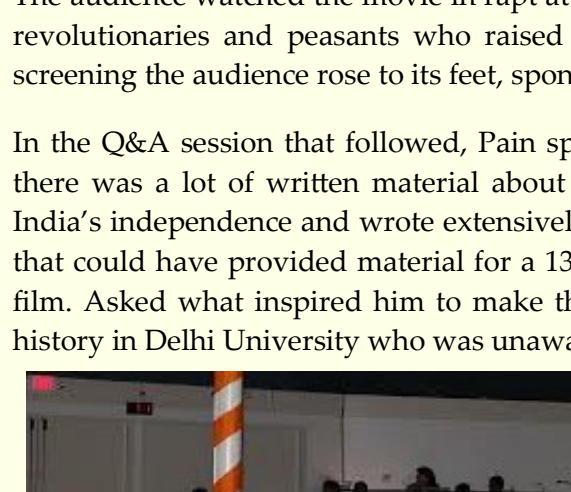 The audience watched the movie in rapt at
revolutionaries and peasants who raised
screening the audience rose to its feet, spon
In the Q&A session that followed, Pain sp
there was a lot of written material about
India’s independence and wrote extensivel
that could have provided material for a 13
film. Asked what inspired him to make th
history in Delhi University who was unawa